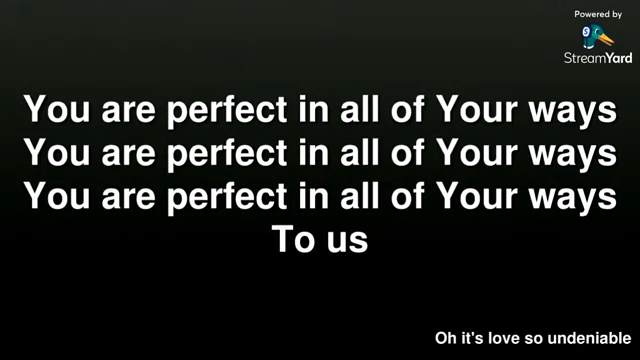 Powered by
StreamYard
You are perfect in all of Your ways
You are perfect in all of Your ways
You are perfect in all of Your ways
To us
Oh it's love so undeniable